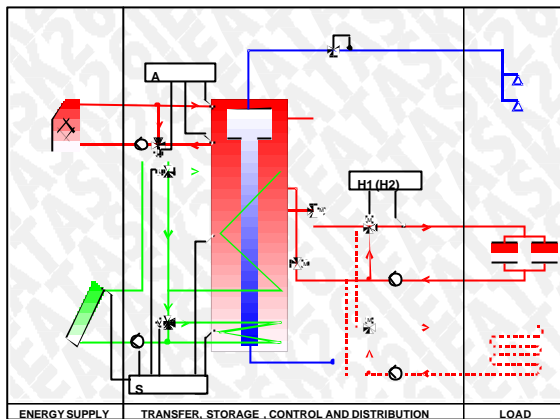 A
H1 (H2)
S
ENERGY SUPPLY
TRANSFER, STORAGE , CONTROL AND DISTRIBUTION
LOAD